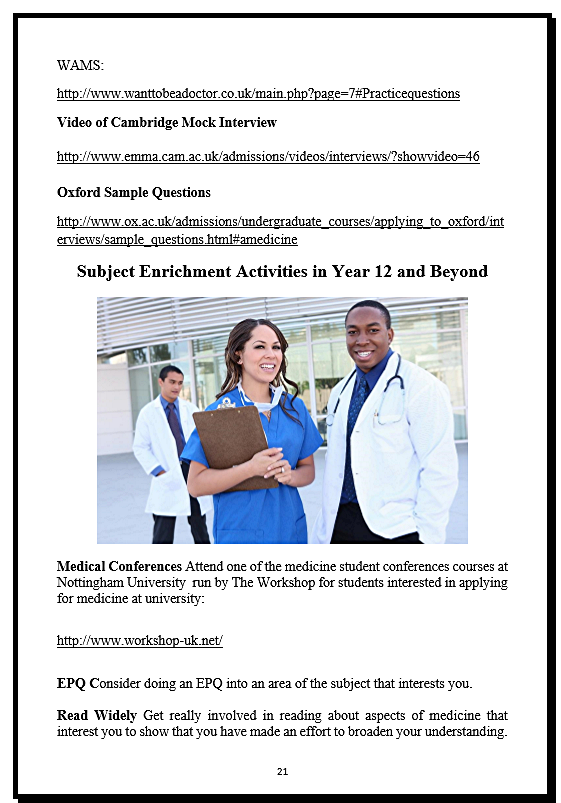 WAMS:
http://www.wanttobeadoctor.co.uk/main.php?page=7#Practicequestions
Video of Cambridge Mock Interview
http://www.emma.cam.ac.uk/admissions/videos/interviews/?showvideo=46
Oxford Sample Questions
http://www.ox.ac.uk/admissions/undergraduate_courses/applying_to_oxford/int
erviews/sample_questions.html#amedicine
Subject Enrichment Activities in Year 12 and Beyond
Medical Conferences Attend one of the medicine student conferences courses at
Nottingham University run by The Workshop for students interested in applying
for medicine at university:
http://www.workshop-uk.net/
EPQ Consider doing an EPQ into an area of the subject that interests you.
Read Widely Get really involved in reading about aspects of medicine that
interest you to show that you have made an effort to broaden your understanding.
21